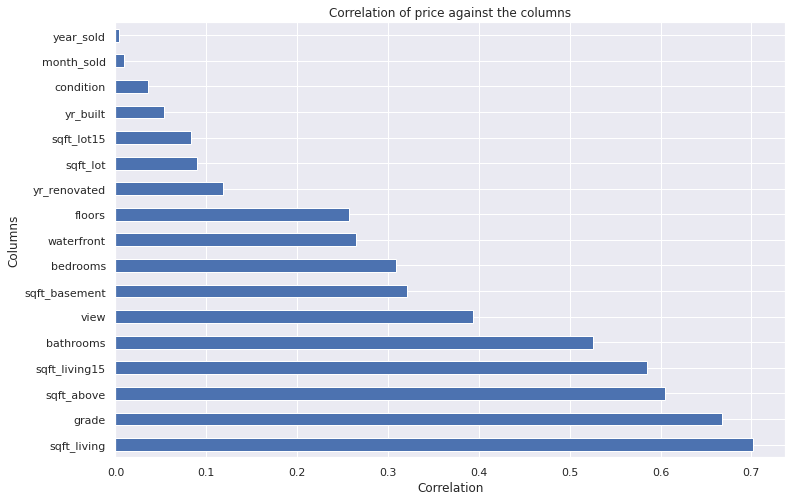 Correlation of price against the columns
year_sold
month_sold
condition
yr_built
sqft_lot15
sqft_lot
yr_renovated
floors
waterfront
bedrooms
sqft_basement
view
bathrooms
sqft_living15
sqft_above
grade
sqft_living
Columns
0.0 0.1 0.2 0.3 0.4 0.5 0.6 0.7
Correlation